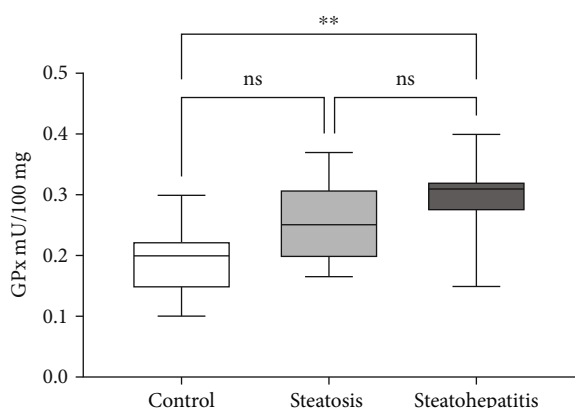 **
ns ns
0.5
0.4
0.3
0.2
0.1
0.0
GPx mU/100 mg
Control Steatosis Steatohepatitis